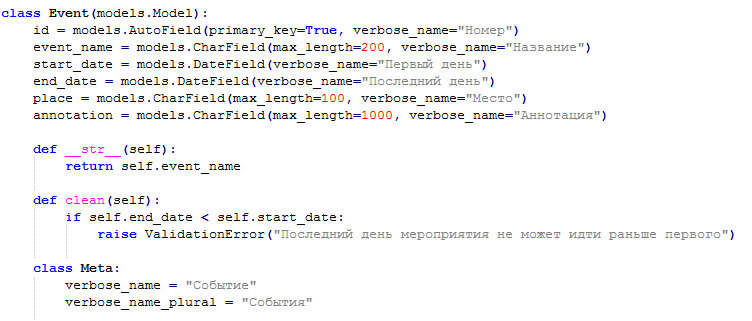 class Event(models.Model):
    id = models.AutoField(primary_key=True, verbose_name="Номер")
    event_name = models.CharField(max_length=200, verbose_name="Название")
    start_date = models.DateField(verbose_name="Первый день")
    end_date = models.DateField(verbose_name="Последний день")
    place = models.CharField(max_length=100, verbose_name="Место")
    annotation = models.CharField(max_length=1000, verbose_name="Аннотация")

    def __str__(self):
        return self.event_name

    def clean(self):
        if self.end_date < self.start_date:
            raise ValidationError("Последний день мероприятия не может идти раньше первого")

    class Meta:
        verbose_name = "Событие"
        verbose_name_plural = "События"